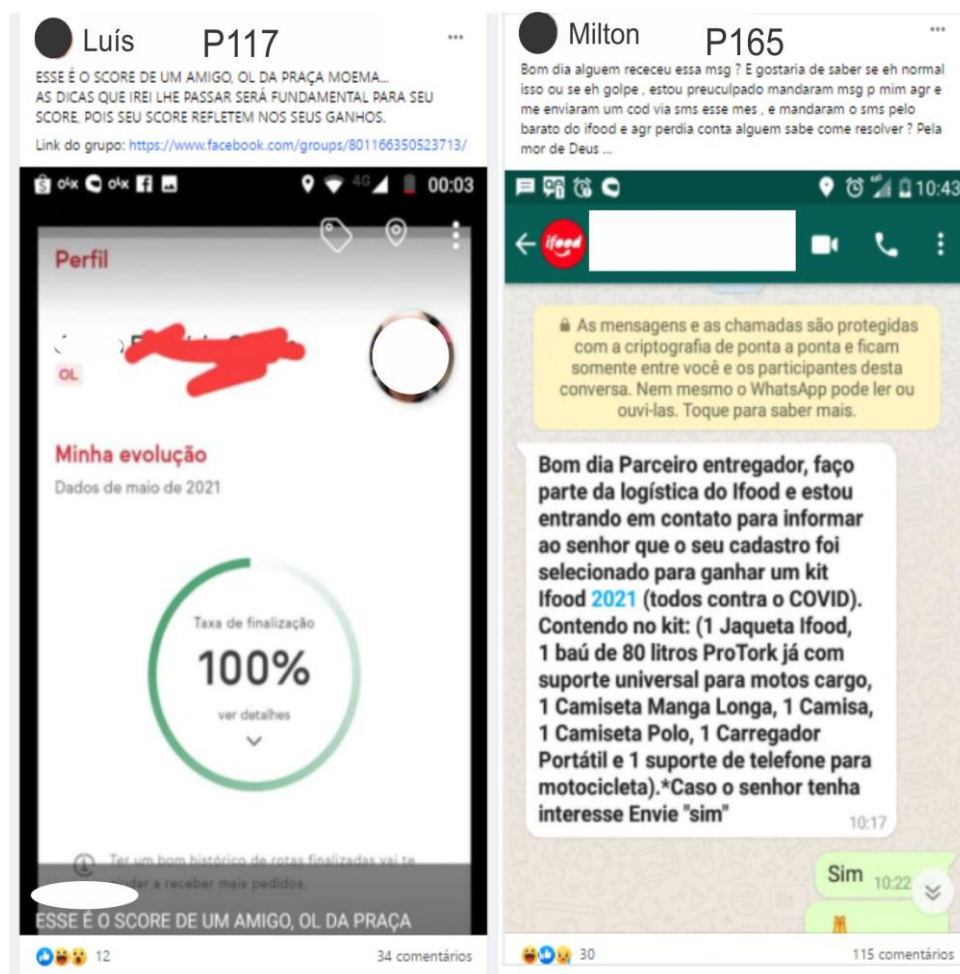 Luís P117
ESSE É O SCORE DE UM AMIGO, OL DA PRAÇA MOEMA...
AS DICAS QUE IREI LHE PASSAR SERÁ FUNDAMENTAL PARA SEU
SCORE, POIS SEU SCORE REFLETEM NOS SEUS GANHOS.
Link do grupo: https://www.facebook.com/groups/801166350523713/
olx olx 4G 00:03
Perfil
OL
Minha evolução
Dados de maio de 2021
Taxa de finalização
100%
ver detalhes
Ter um bom histórico de rotas finalizadas vai te
ajudar a receber mais pedidos.
ESSE É O SCORE DE UM AMIGO, OL DA PRAÇA
12 34 comentários
Milton P165
Bom dia alguem receceu essa msg ? E gostaria de saber se eh normal
isso ou se eh golpe , estou preuculpado mandaram msg p mim agr e
me enviaram um cod via sms esse mes , e mandaram o sms pelo
barato do ifood e agr perdia conta alguem sabe come resolver ? Pela
mor de Deus ...
10:43
ifood
As mensagens e as chamadas são protegidas
com a criptografia de ponta a ponta e ficam
somente entre você e os participantes desta
conversa. Nem mesmo o WhatsApp pode ler ou
ouvi-las. Toque para saber mais.
Bom dia Parceiro entregador, faço
parte da logística do Ifood e estou
entrando em contato para informar
ao senhor que o seu cadastro foi
selecionado para ganhar um kit
Ifood 2021 (todos contra o COVID).
Contendo no kit: (1 Jaqueta Ifood,
1 baú de 80 litros ProTork já com
suporte universal para motos cargo,
1 Camiseta Manga Longa, 1 Camisa,
1 Camiseta Polo, 1 Carregador
Portátil e 1 suporte de telefone para
motocicleta).*Caso o senhor tenha
interesse Envie "sim"
10:17
Sim 10:22
30 115 comentários